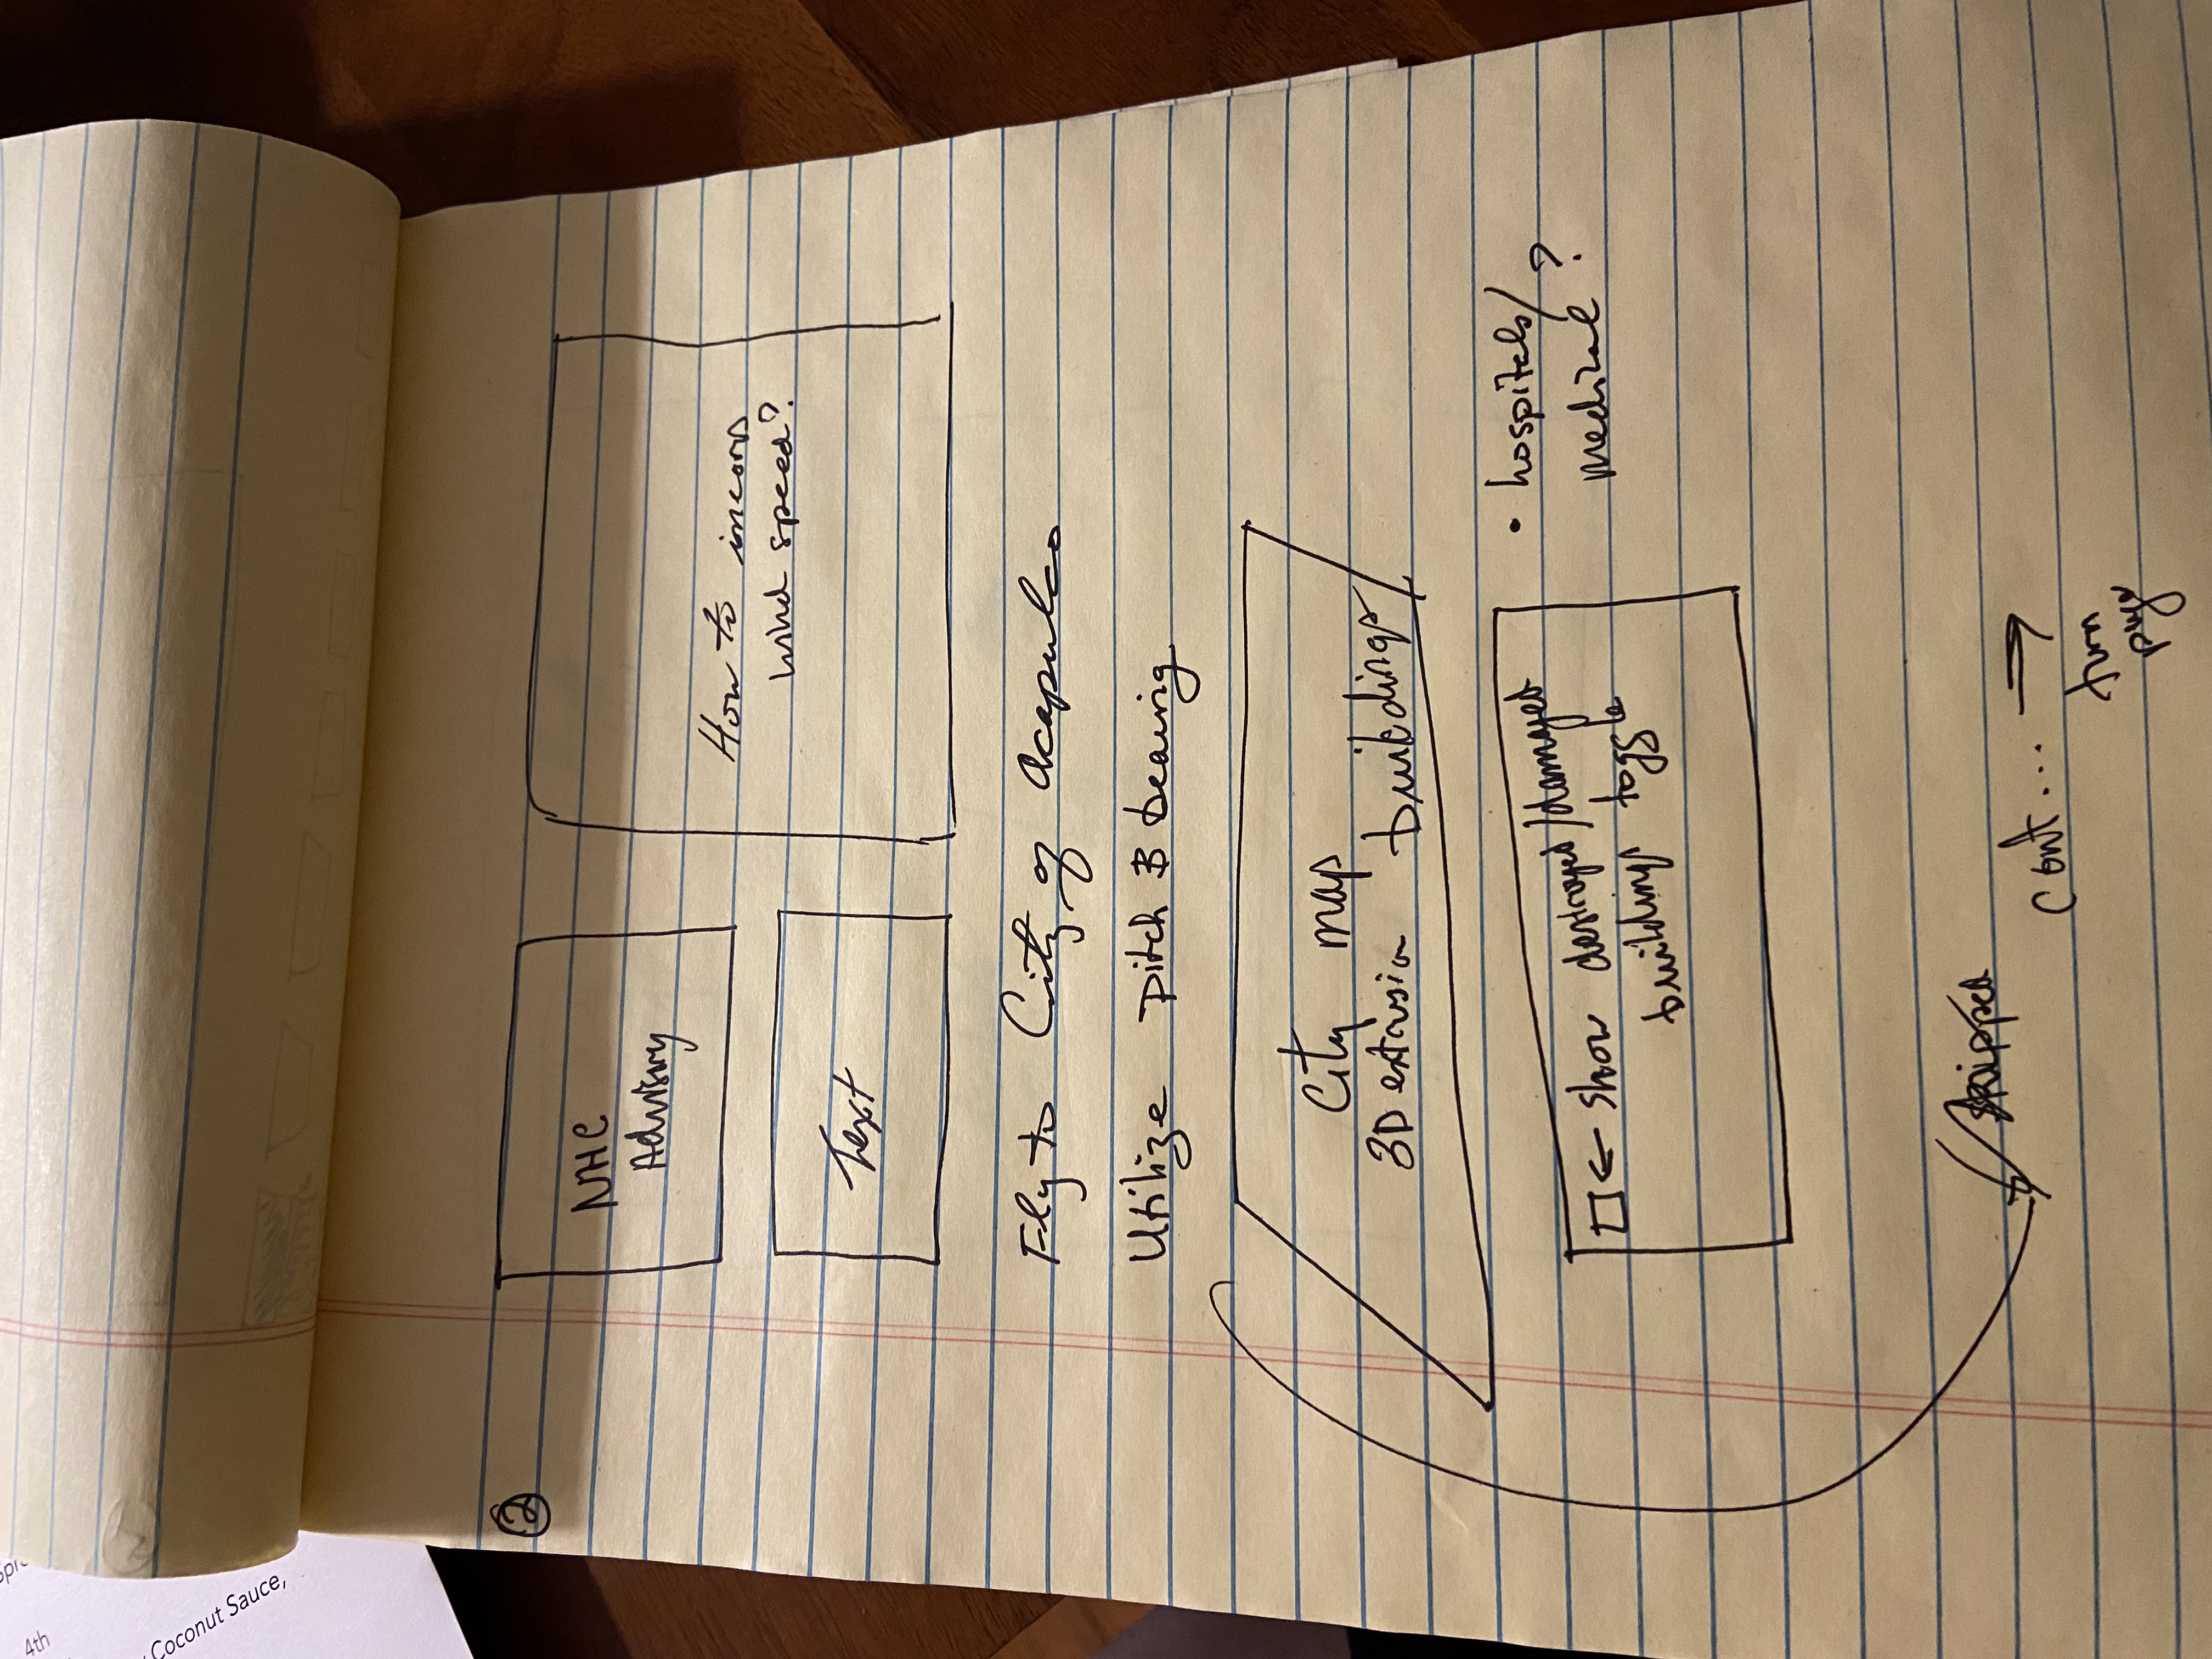 4th
Coconut Sauce,
2
NHC
Advisory
How to incorp
wind speed?
Text
Fly to City of Acapulco
Utilize Pitch & bearing
City map
3D extrusion buildings
□ ← show destroyed/damaged
buildings toggle
• hospitals/
medical ?
cont... →
turn
page